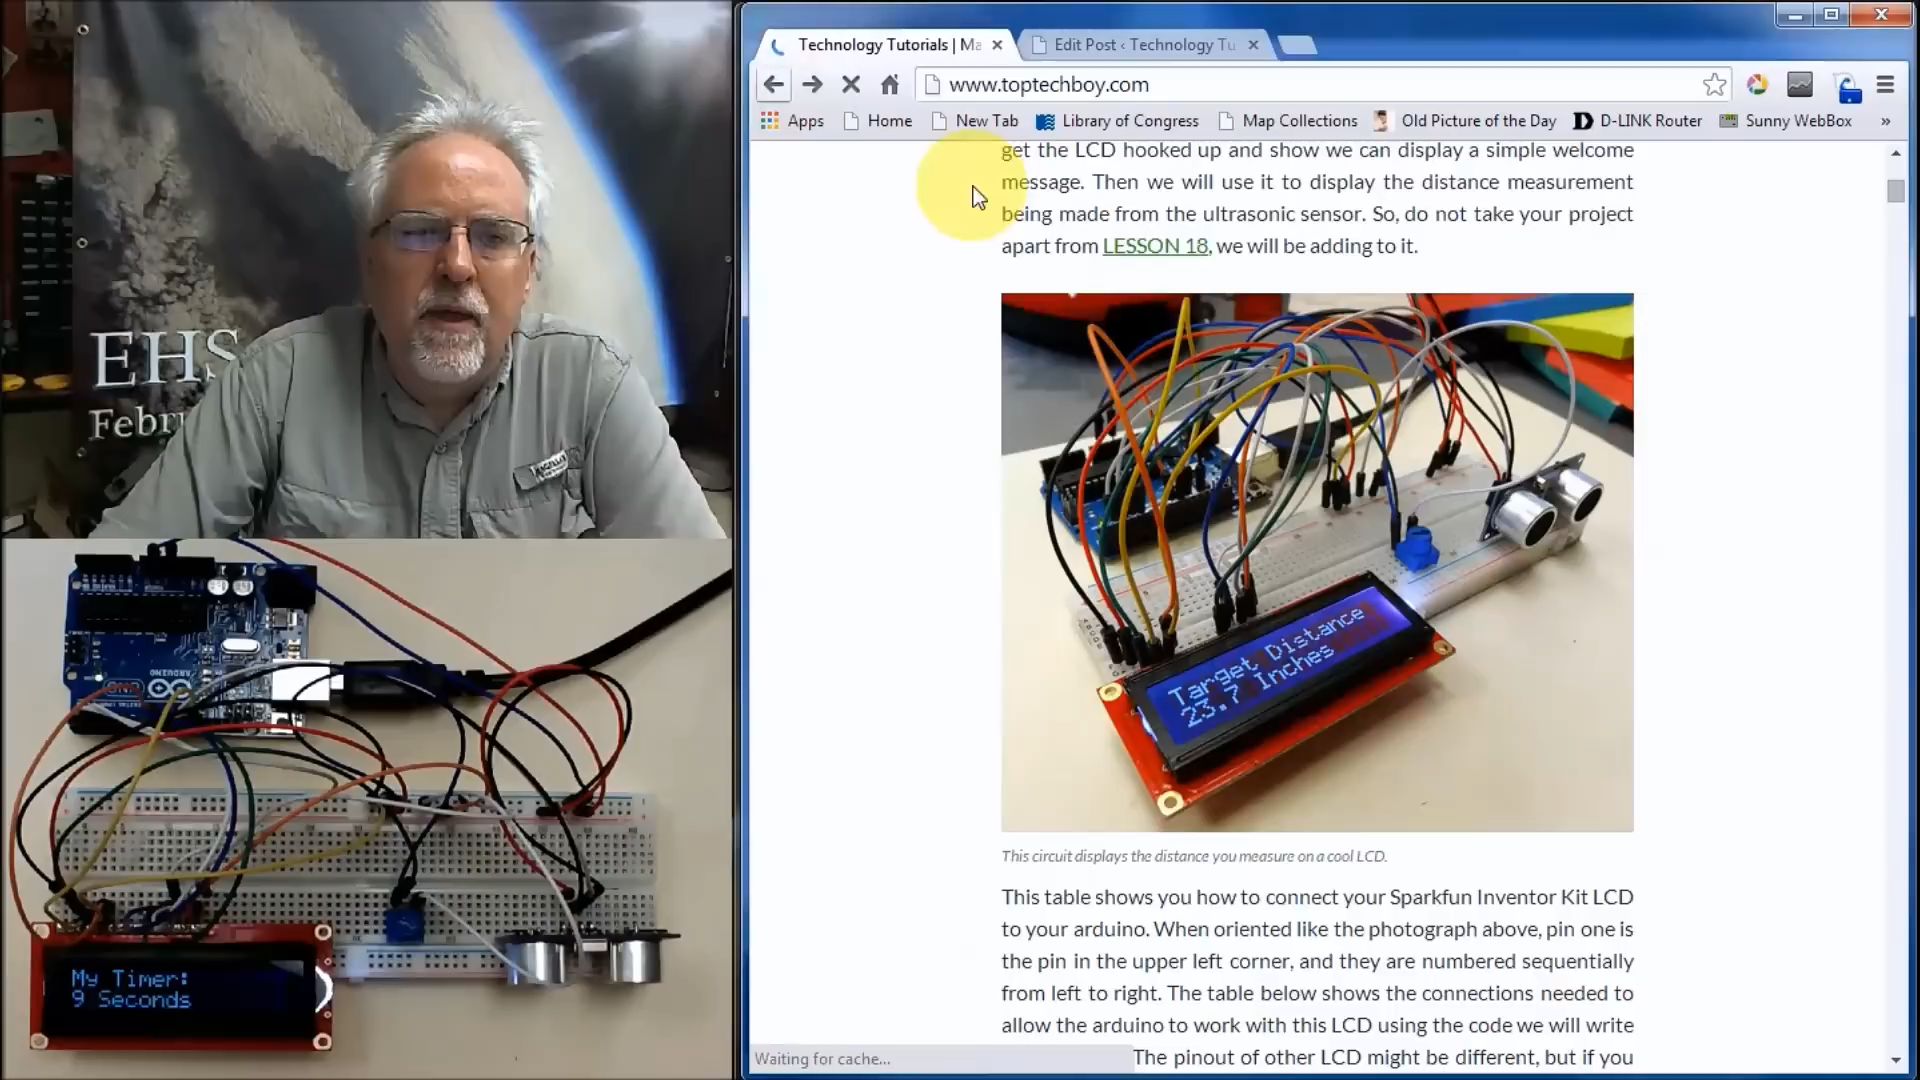 EHS
Febru
My Timer:
9 Seconds
Technology Tutorials | Ma
Edit Post ‹ Technology Tu
www.toptechboy.com
Apps
Home
New Tab
Library of Congress
Map Collections
Old Picture of the Day
D-LINK Router
Sunny WebBox
»
get the LCD hooked up and show we can display a simple welcome
message. Then we will use it to display the distance measurement
being made from the ultrasonic sensor. So, do not take your project
apart from LESSON 18, we will be adding to it.
Target Distance
23.7 Inches
This circuit displays the distance you measure on a cool LCD.
This table shows you how to connect your Sparkfun Inventor Kit LCD
to your arduino. When oriented like the photograph above, pin one is
the pin in the upper left corner, and they are numbered sequentially
from left to right. The table below shows the connections needed to
allow the arduino to work with this LCD using the code we will write
The pinout of other LCD might be different, but if you
Waiting for cache...